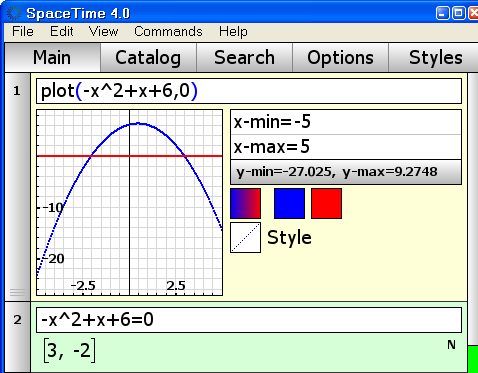 SpaceTime 4.0
File Edit View Commands Help
Main Catalog Search Options Styles
1 plot(-x^2+x+6,0)
x-min=-5
x-max=5
y-min=-27.025, y-max=9.2748
Style
-10
-20
-2.5 2.5
2 -x^2+x+6=0
[3, -2]
N